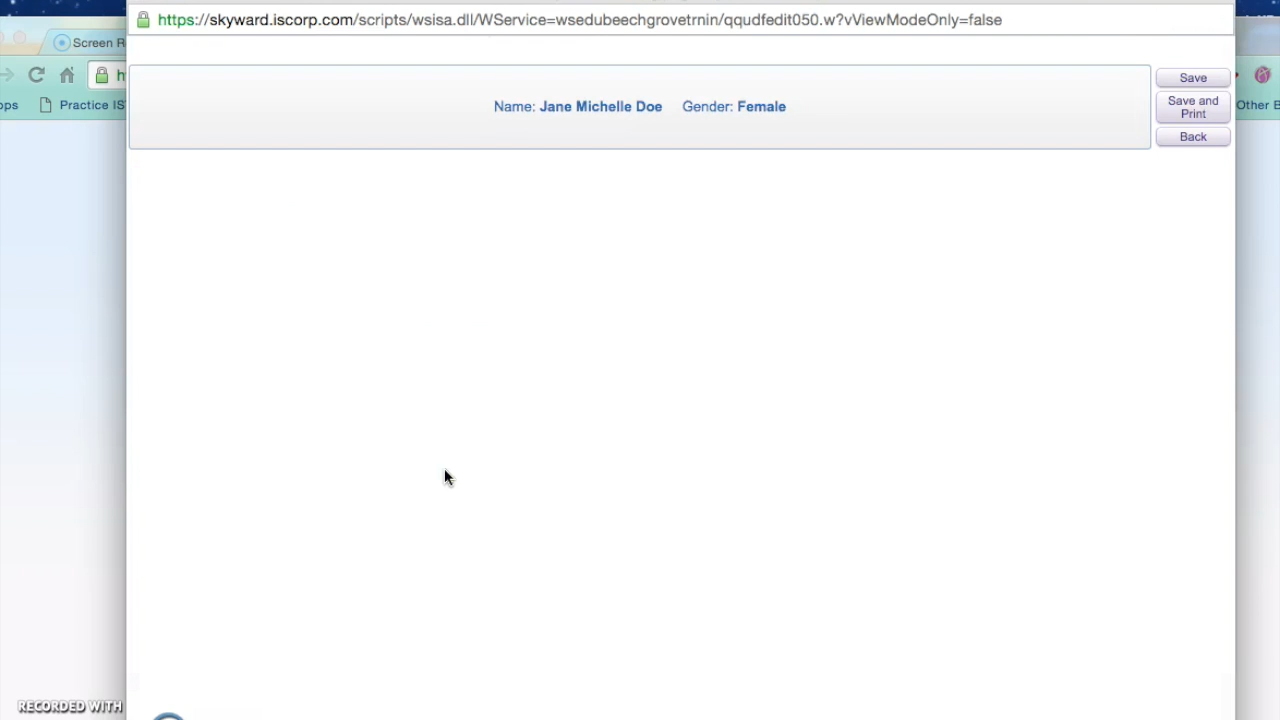 https://skyward.iscorp.com/scripts/wsisa.dll/WService=wsedubeechgrovetrnin/qqudfedit050.w?vViewModeOnly=false
Screen R
h
ops
Practice IS
Other B
Name: Jane Michelle Doe Gender: Female
Save
Save and
Print
Back
RECORDED WITH